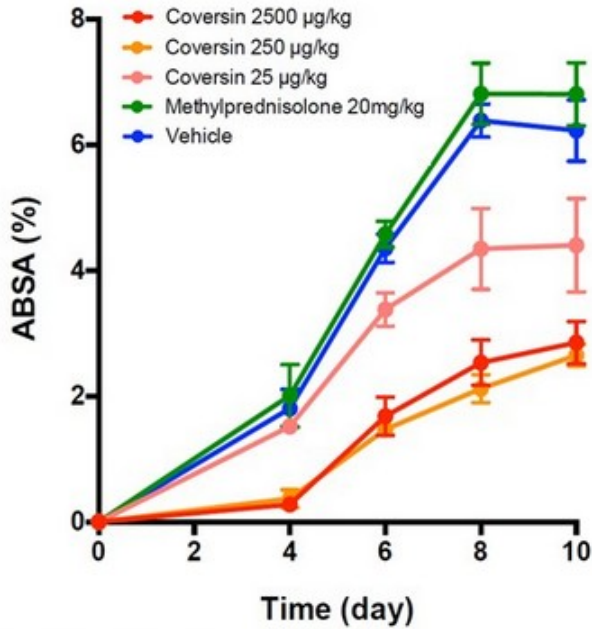 Coversin 2500 µg/kg
Coversin 250 µg/kg
Coversin 25 µg/kg
Methylprednisolone 20mg/kg
Vehicle
8
6
4
2
0
ABSA (%)
0 2 4 6 8 10
Time (day)